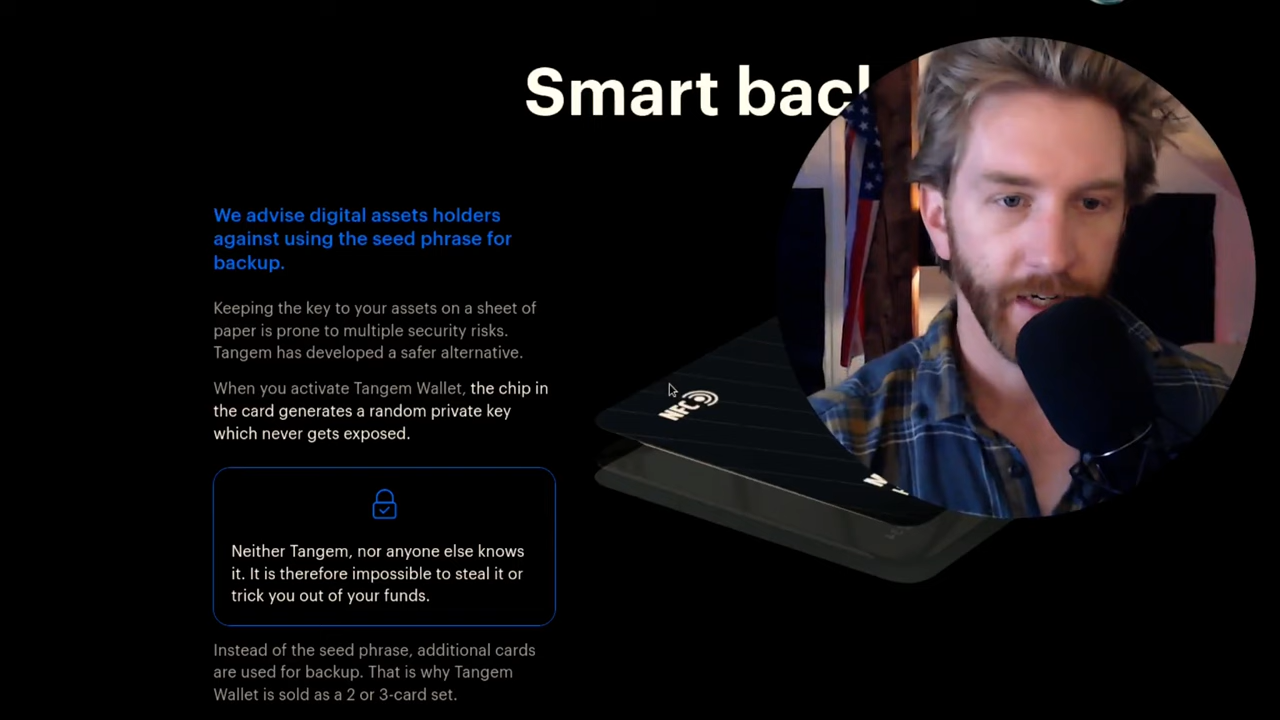 Smart bac
We advise digital assets holders
against using the seed phrase for
backup.
Keeping the key to your assets on a sheet of
paper is prone to multiple security risks.
Tangem has developed a safer alternative.
When you activate Tangem Wallet, the chip in
the card generates a random private key
which never gets exposed.
NFC
Neither Tangem, nor anyone else knows
it. It is therefore impossible to steal it or
trick you out of your funds.
Instead of the seed phrase, additional cards
are used for backup. That is why Tangem
Wallet is sold as a 2 or 3-card set.